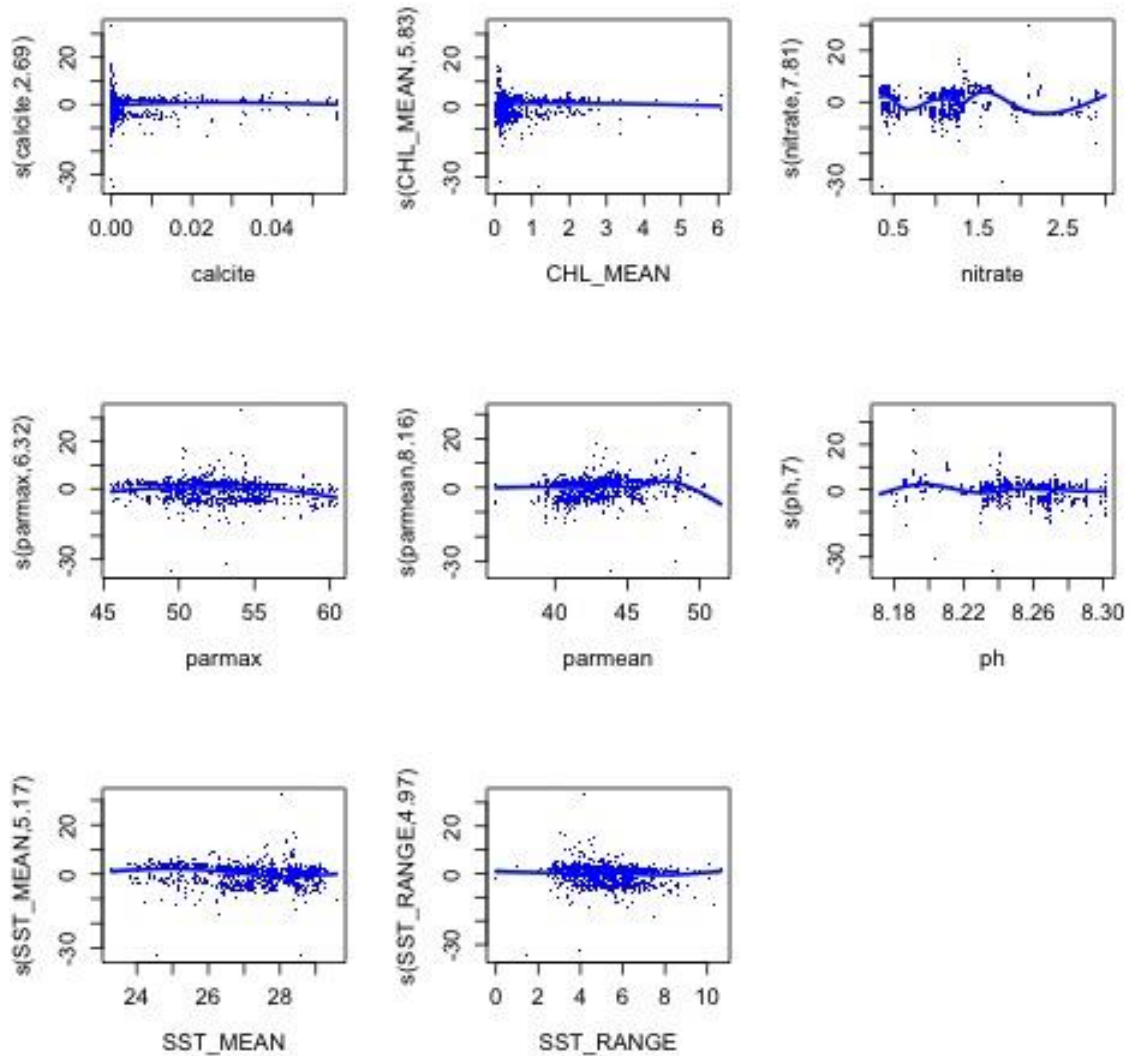 s(calcite,2.69)
20
0
-30
0.00 0.02 0.04
calcite
s(CHL_MEAN,5.83)
20
0
-30
0 1 2 3 4 5 6
CHL_MEAN
s(nitrate,7.81)
20
0
-30
0.5 1.5 2.5
nitrate
s(parmax,6.32)
20
0
-30
45 50 55 60
parmax
s(parmean,8.16)
20
0
-30
40 45 50
parmean
s(ph,7)
20
0
-30
8.18 8.22 8.26 8.30
ph
s(SST_MEAN,5.17)
20
0
-30
24 26 28
SST_MEAN
s(SST_RANGE,4.97)
20
0
-30
0 2 4 6 8 10
SST_RANGE